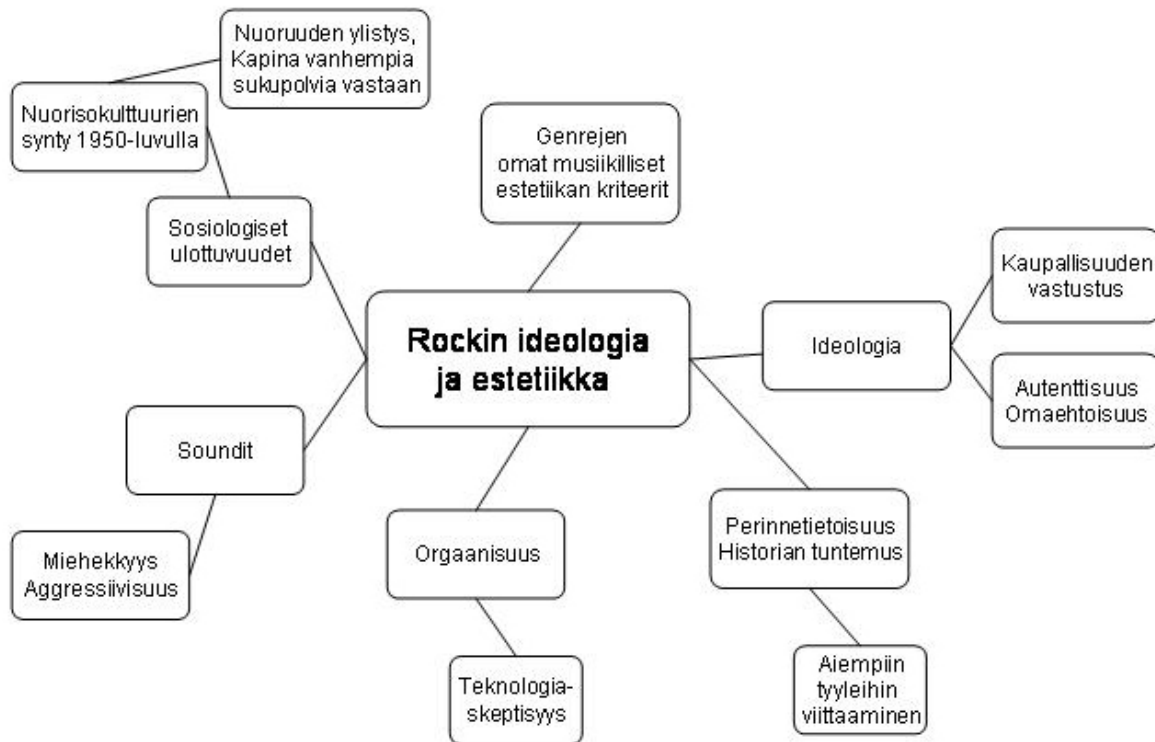 Nuoruuden ylistys,
Kapina vanhempia
sukupolvia vastaan
Nuorisokulttuurien
synty 1950-luvulla
Genrejen
omat musiikilliset
estetiikan kriteerit
Sosiologiset
ulottuvuudet
Kaupallisuuden
vastustus
Rockin ideologia
ja estetiikka
Ideologia
Autenttisuus
Omaehtoisuus
Soundit
Miehekkyys
Aggressiivisuus
Orgaanisuus
Perinnetietoisuus
Historian tuntemus
Teknologia-
skeptisyys
Aiempiin
tyyleihin
viittaaminen